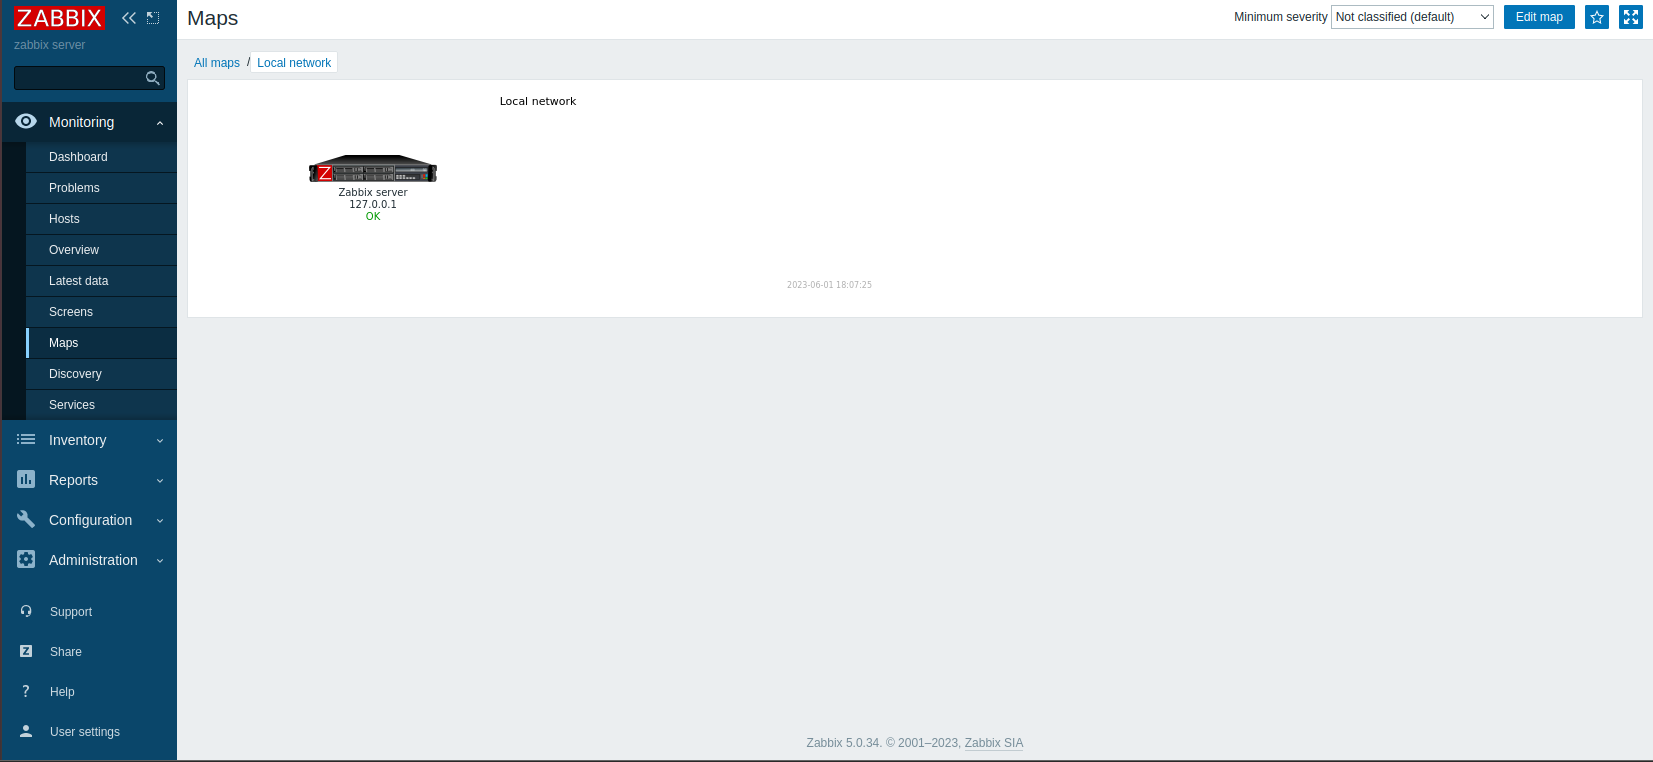 ZABBIX
zabbix server
Monitoring
Dashboard
Problems
Hosts
Overview
Latest data
Screens
Maps
Discovery
Services
Inventory
Reports
Configuration
Administration
Support
Share
Help
User settings
Maps
Minimum severity Not classified (default) Edit map
All maps / Local network
Local network
Z
Zabbix server
127.0.0.1
OK
2023-06-01 18:07:25
Zabbix 5.0.34. © 2001–2023, Zabbix SIA